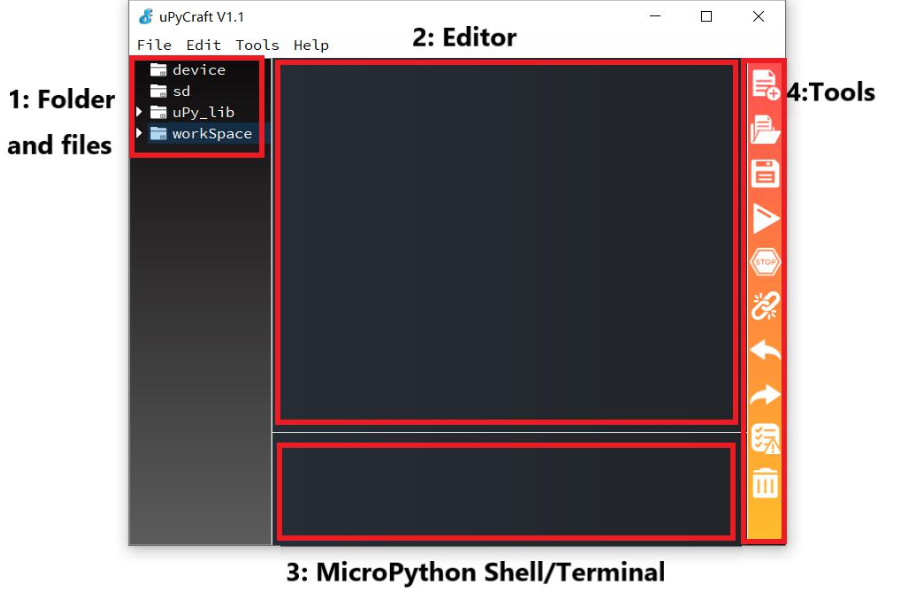 uPyCraft V1.1
File Edit Tools Help
2: Editor
1: Folder
and files
device
sd
uPy_lib
workSpace
4:Tools
STOP
3: MicroPython Shell/Terminal